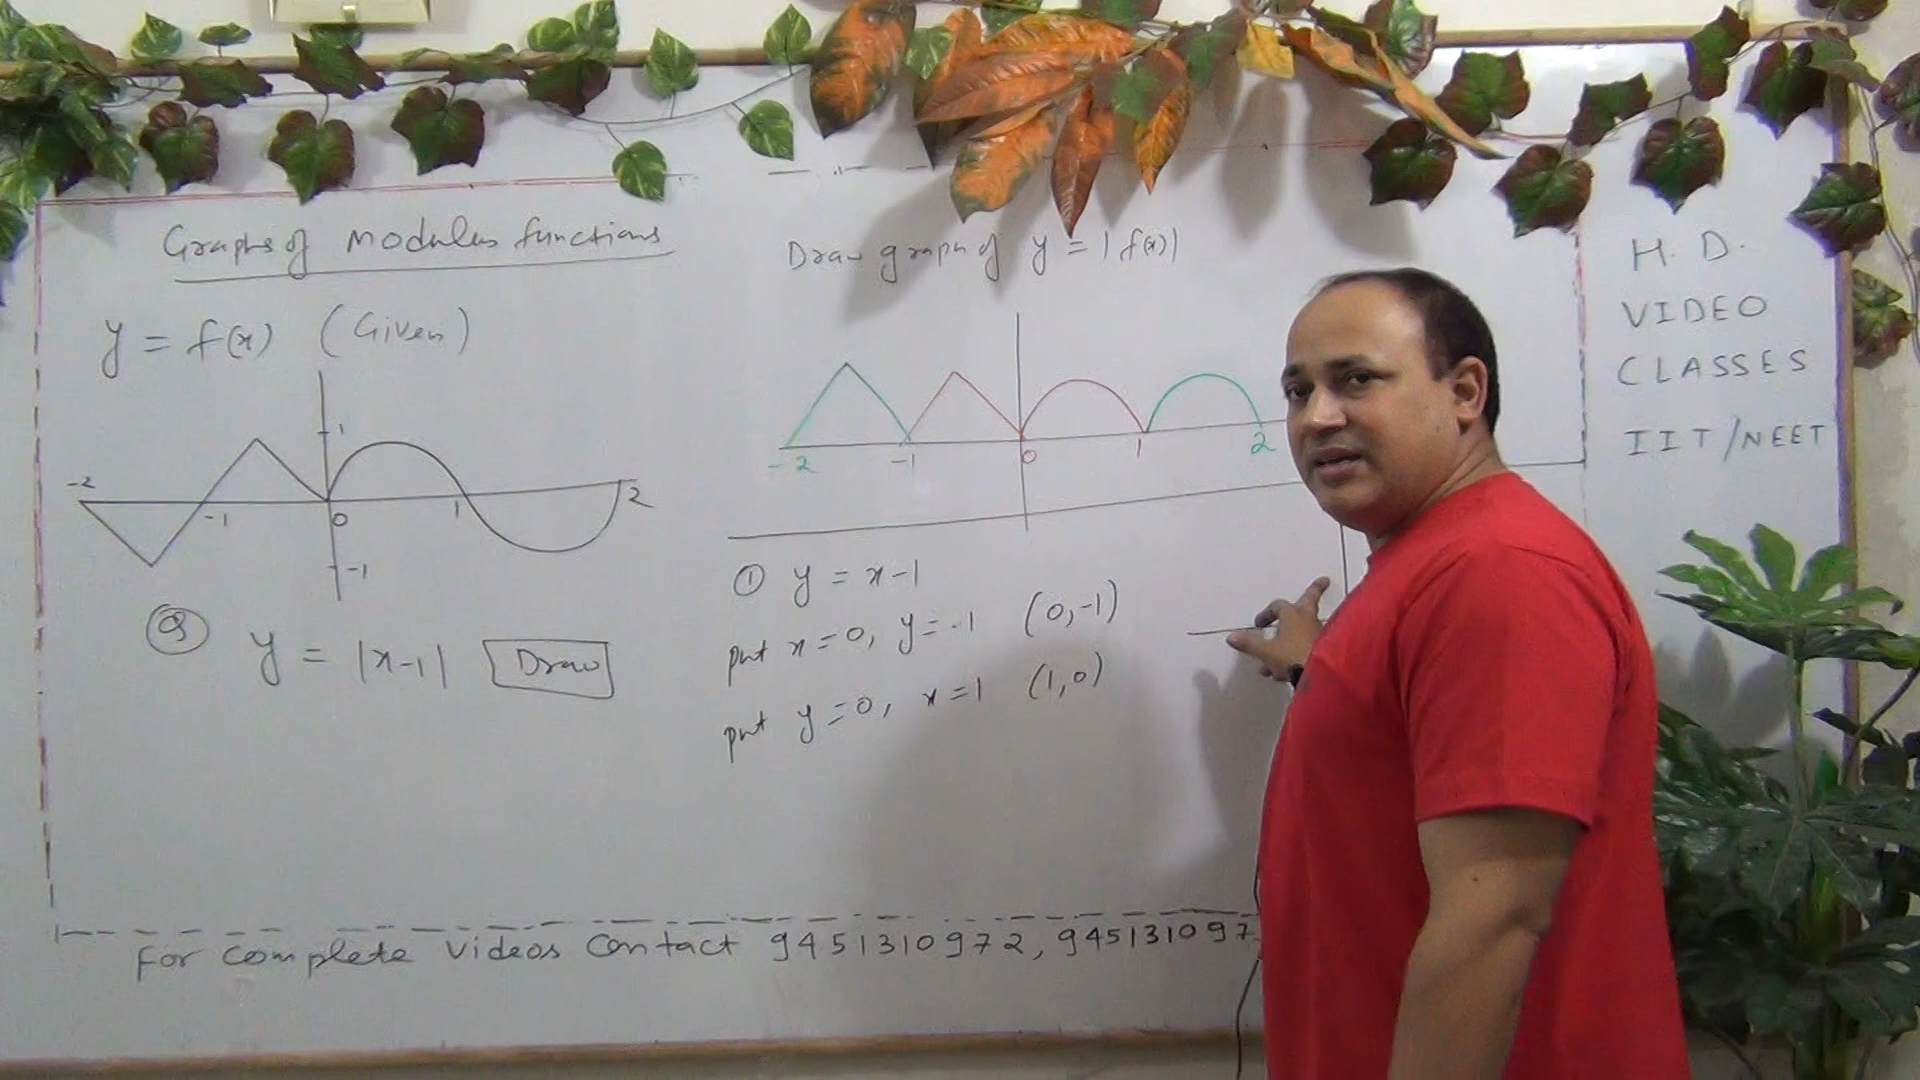 Graphs of Modulus functions
y = f(x) (Given)
-2 -1 0 1 2
1
-1
Q y = |x-1| Draw
Draw graph of y = |f(x)|
-2 -1 0 1 2
① y = x-1
put x=0, y=-1 (0,-1)
put y=0, x=1 (1,0)
H.D.
VIDEO
CLASSES
IIT/NEET
For complete videos contact 9451310972, 945131097